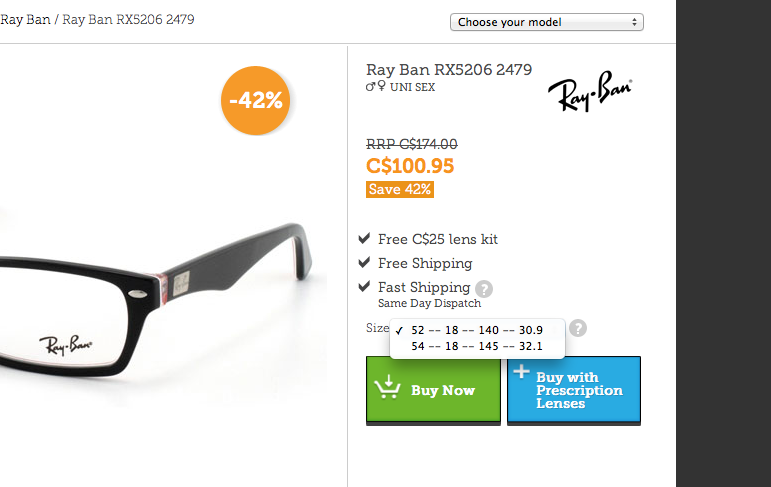 Ray Ban / Ray Ban RX5206 2479
Choose your model
-42%
Ray Ban RX5206 2479
UNI SEX
Ray-Ban
RRP C$174.00
C$100.95
Save 42%
Free C$25 lens kit
Free Shipping
Fast Shipping ?
Same Day Dispatch
Size
✓ 52 -- 18 -- 140 -- 30.9
54 -- 18 -- 145 -- 32.1
?
Buy Now
Buy with
Prescription
Lenses
Ray-Ban